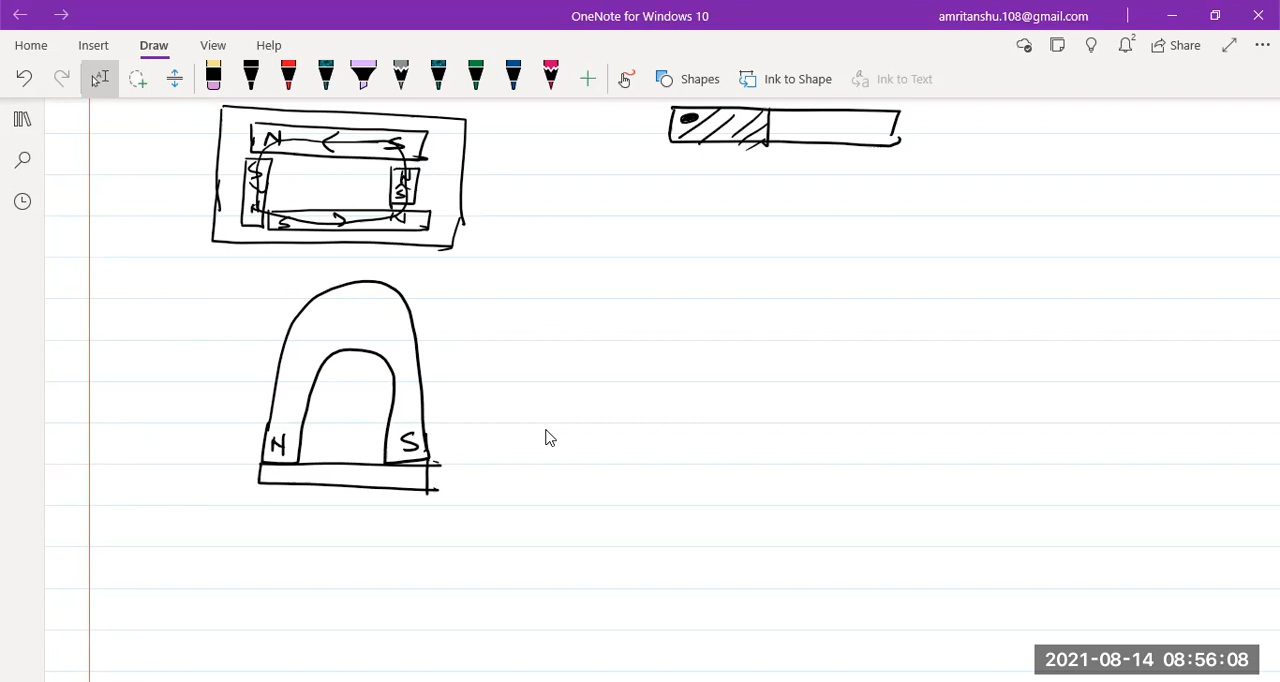 OneNote for Windows 10
amritanshu.108@gmail.com
Home Insert Draw View Help
2
Share
Shapes
Ink to Shape
Ink to Text
N S
S N
N S
S N
N S
2021-08-14 08:56:08